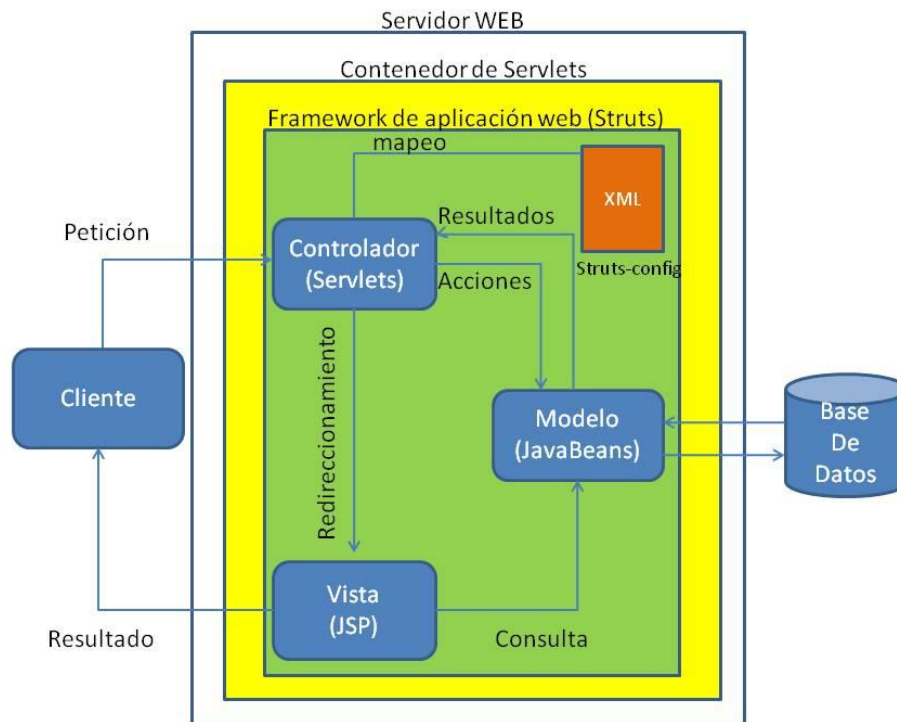 Servidor WEB
Contenedor de Servlets
Framework de aplicación web (Struts)
mapeo
XML
Struts-config
Petición
Controlador
(Servlets)
Resultados
Acciones
Redireccionamiento
Cliente
Modelo
(JavaBeans)
Base
De
Datos
Vista
(JSP)
Resultado
Consulta